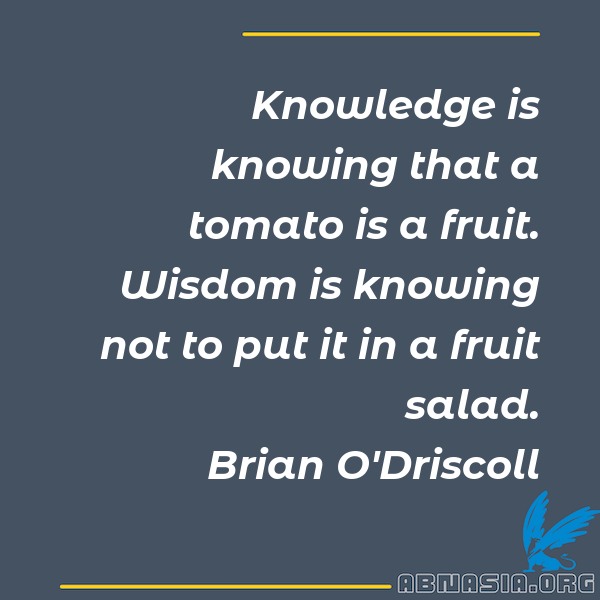 Knowledge is
knowing that a
tomato is a fruit.
Wisdom is knowing
not to put it in a fruit
salad.
Brian O'Driscoll
ABNASIA.ORG